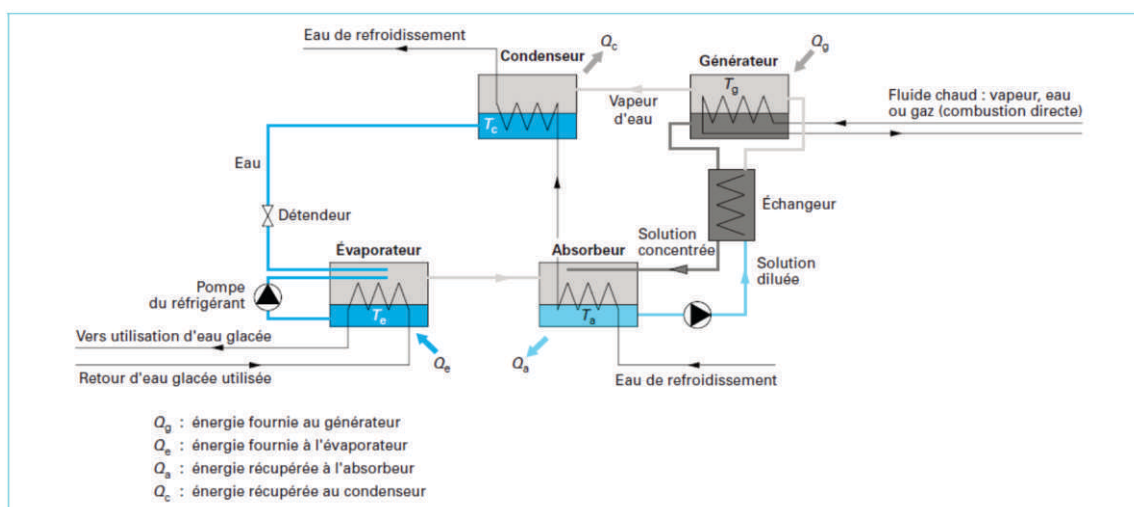 Eau de refroidissement
Condenseur
Qc
Générateur
Qg
Tg
Vapeur
d'eau
Fluide chaud : vapeur, eau
ou gaz (combustion directe)
Tc
Eau
Échangeur
Détendeur
Solution
concentrée
Évaporateur
Absorbeur
Solution
diluée
Pompe
du réfrigérant
Te
Ta
Vers utilisation d'eau glacée
Qe
Qa
Retour d'eau glacée utilisée
Eau de refroidissement
Qg : énergie fournie au générateur
Qe : énergie fournie à l'évaporateur
Qa : énergie récupérée à l'absorbeur
Qc : énergie récupérée au condenseur